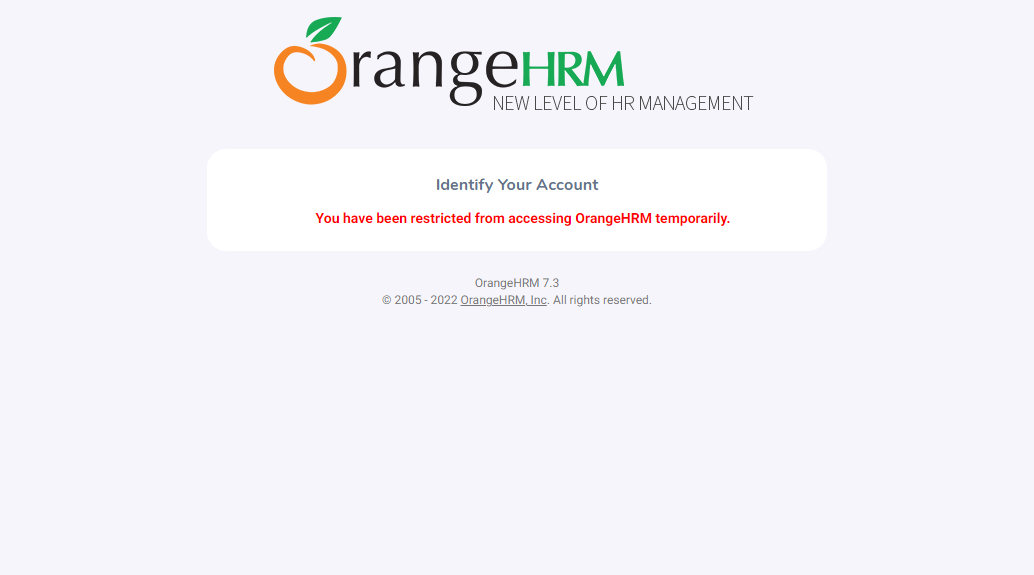 OrangeHRM
NEW LEVEL OF HR MANAGEMENT
Identify Your Account
You have been restricted from accessing OrangeHRM temporarily.
OrangeHRM 7.3
© 2005 - 2022 OrangeHRM, Inc. All rights reserved.